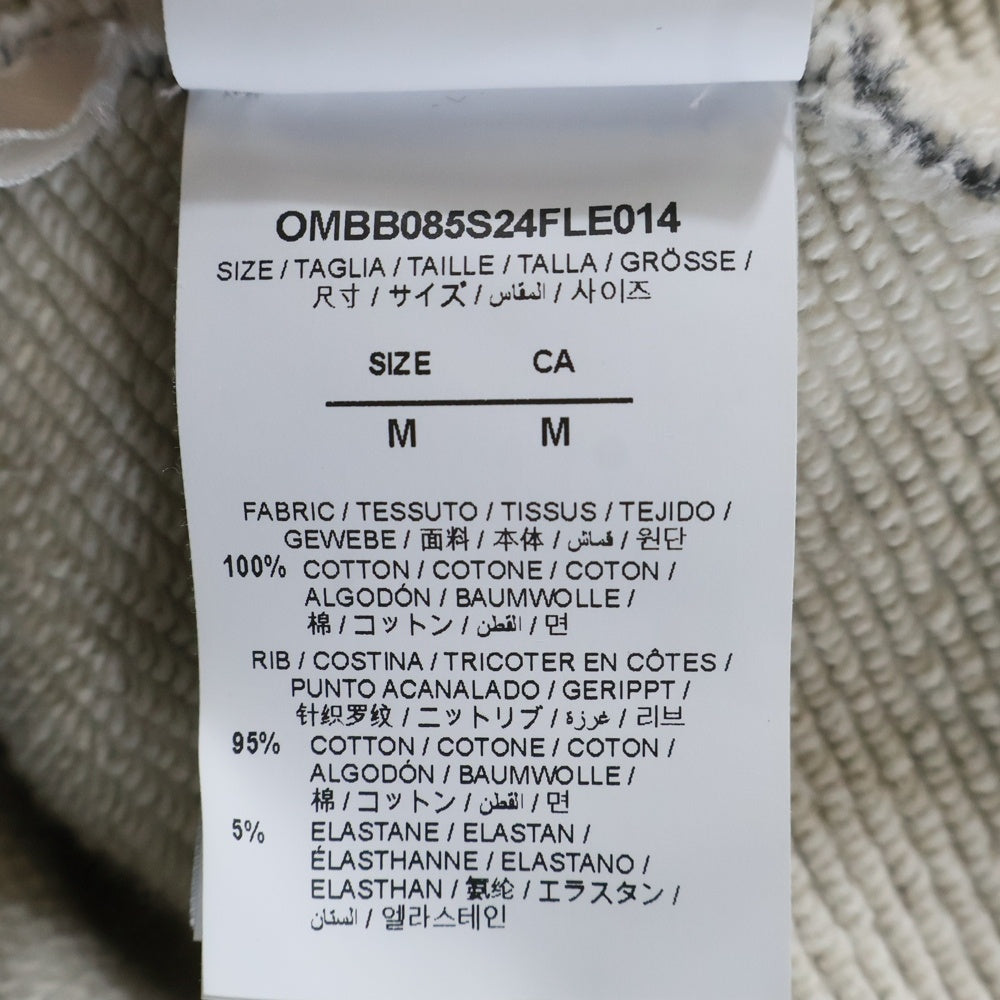 OMBB085S24FLE014
SIZE / TAGLIA / TAILLE / TALLA / GRÖSSE /
尺寸 / サイズ / المقاس / 사이즈
SIZE CA
M M
FABRIC / TESSUTO / TISSUS / TEJIDO /
GEWEBE / 面料 / 本体 / قماش / 원단
100% COTTON / COTONE / COTON /
ALGODÓN / BAUMWOLLE /
棉 / コットン / القطن / 면
RIB / COSTINA / TRICOTER EN CÔTES /
PUNTO ACANALADO / GERIPPT /
针织罗纹 / ニットリブ / غرزة / 리브
95% COTTON / COTONE / COTON /
ALGODÓN / BAUMWOLLE /
棉 / コットン / القطن / 면
5% ELASTANE / ELASTAN /
ÉLASTHANNE / ELASTANO /
ELASTHAN / 氨纶 / エラスタン /
الستان / 엘라스테인